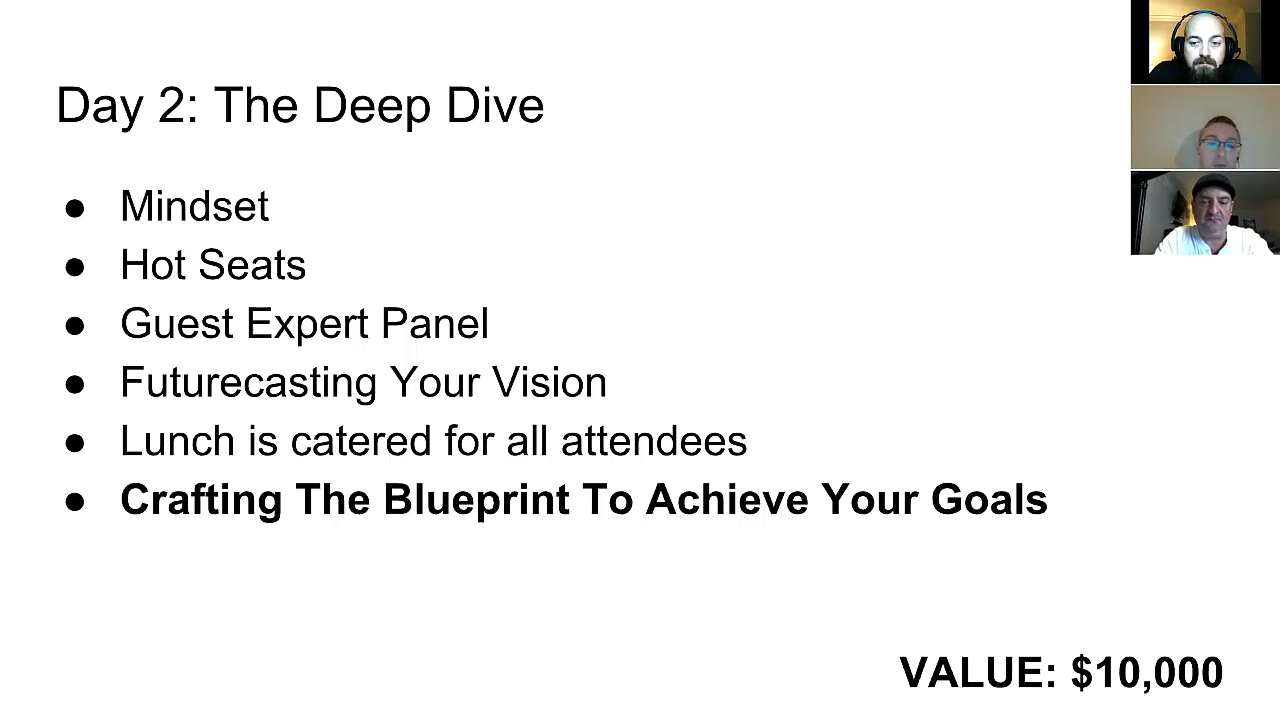 Day 2: The Deep Dive
● Mindset
● Hot Seats
● Guest Expert Panel
● Futurecasting Your Vision
● Lunch is catered for all attendees
● Crafting The Blueprint To Achieve Your Goals
VALUE: $10,000